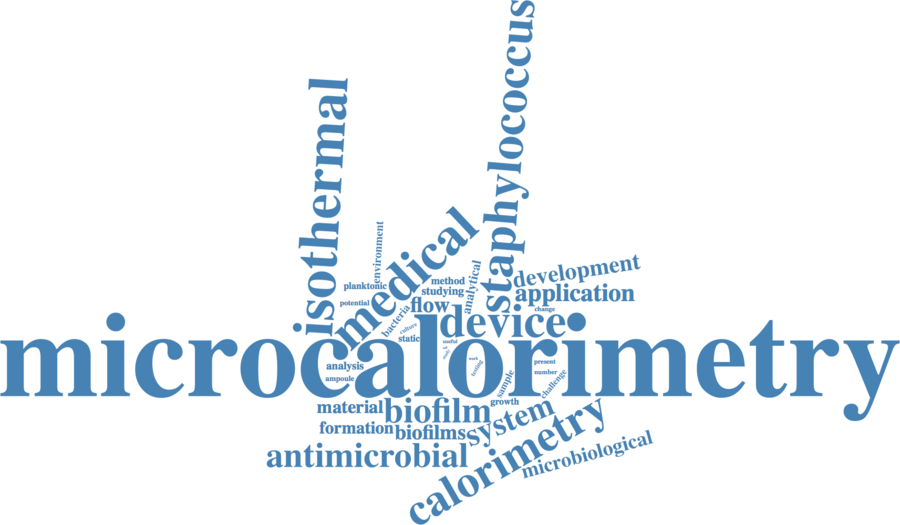 staphylococcus
isothermal
medical
environment
planktonic
method
studying
analytical
development
application
potential
bacteria
flow
change
culture
static
device
useful
microcalorimetry
analysis
ampoule
work
testing
present
number
sample
challenge
material
biofilm
growth
formation
biofilms
system
antimicrobial
calorimetry
microbiological